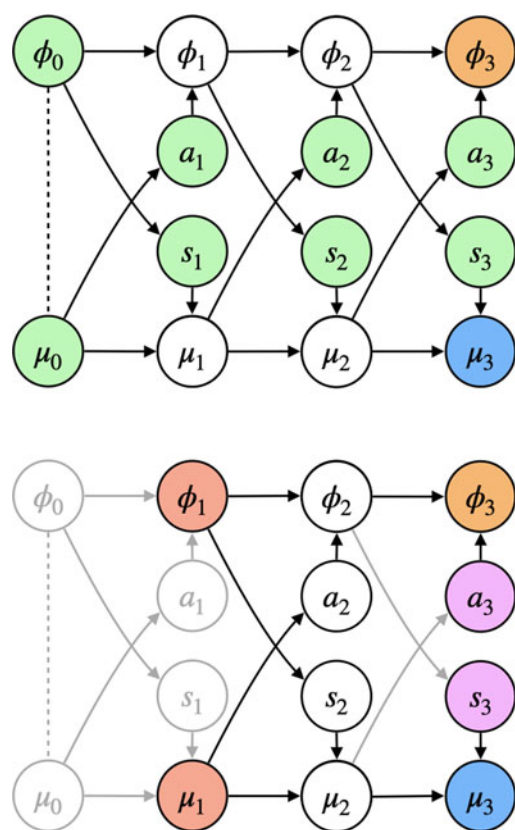 ϕ₀ ϕ₁ ϕ₂ ϕ₃
a₁ a₂ a₃
s₁ s₂ s₃
μ₀ μ₁ μ₂ μ₃
ϕ₀ ϕ₁ ϕ₂ ϕ₃
a₁ a₂ a₃
s₁ s₂ s₃
μ₀ μ₁ μ₂ μ₃